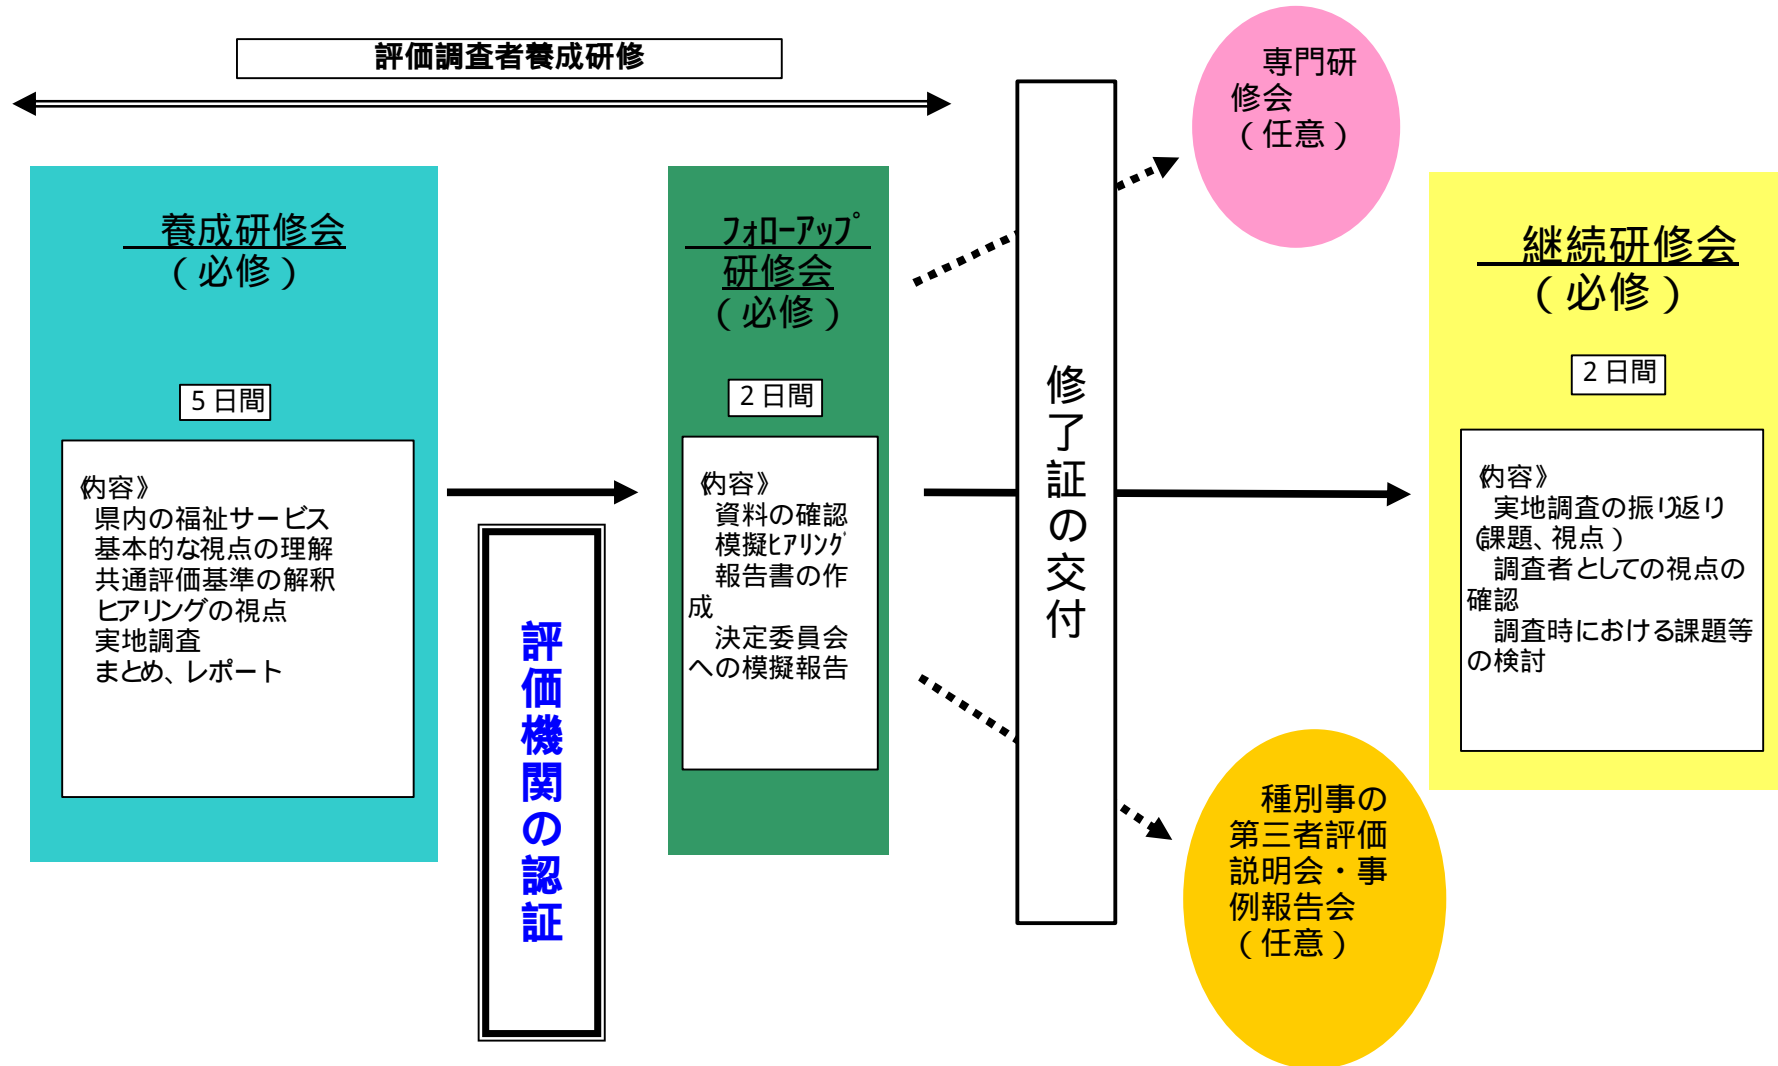 評価調査者養成研修
養成研修会
（必修）
5日間
《内容》
県内の福祉サービス
基本的な視点の理解
共通評価基準の解釈
ヒアリングの視点
実地調査
まとめ、レポート
評価機関の認証
ﾌｫﾛｰｱｯﾌﾟ
研修会
（必修）
2日間
《内容》
資料の確認
模擬ﾋｱﾘﾝｸﾞ
報告書の作
成
決定委員会
への模擬報告
修了証の交付
専門研
修会
（任意）
種別事の
第三者評価
説明会・事
例報告会
（任意）
継続研修会
（必修）
2日間
《内容》
実地調査の振り返り
（課題、視点）
調査者としての視点の
確認
調査時における課題等
の検討